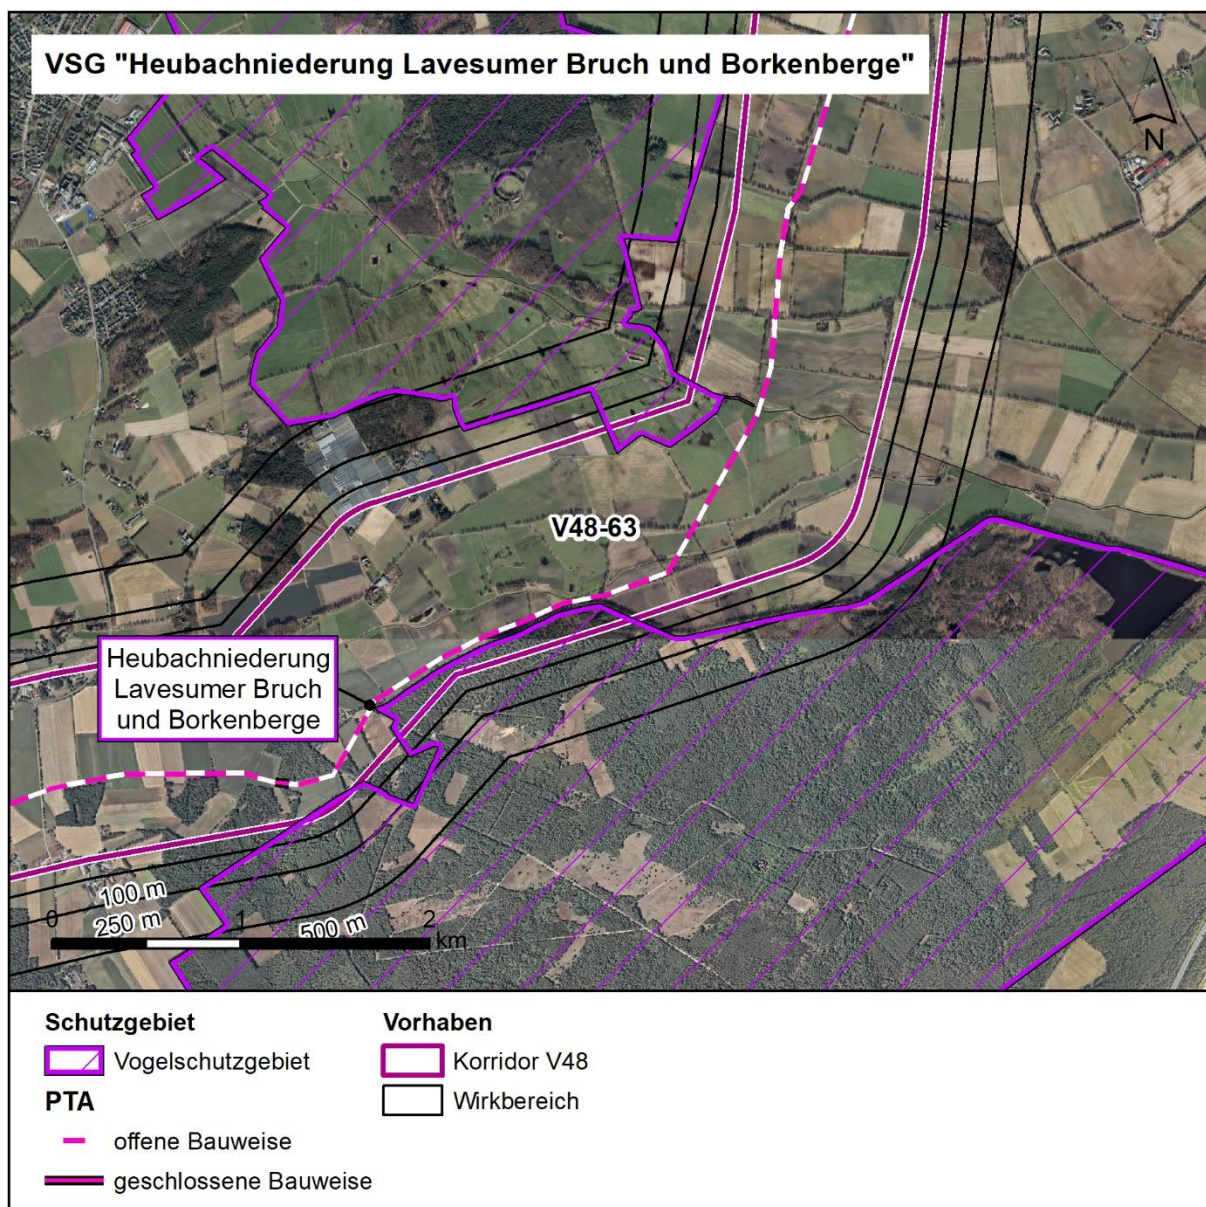 VSG "Heubachniederung Lavesumer Bruch und Borkenberge"
N
V48-63
Heubachniederung
Lavesumer Bruch
und Borkenberge
100 m
250 m
500 m
0 1 2
km
Schutzgebiet
Vogelschutzgebiet
PTA
offene Bauweise
geschlossene Bauweise
Vorhaben
Korridor V48
Wirkbereich